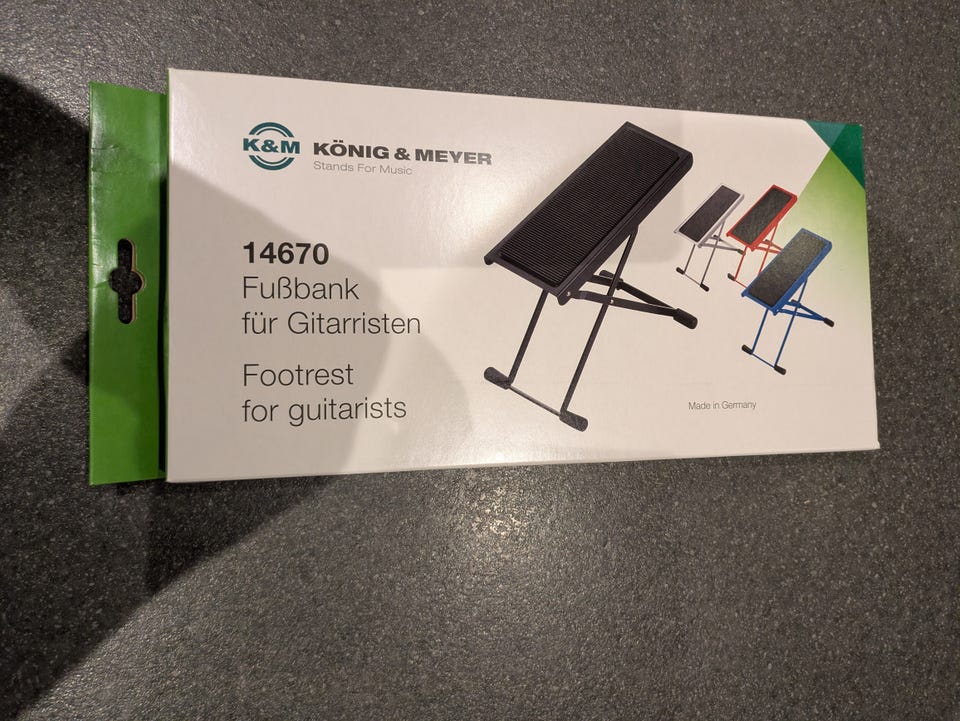 K&M KÖNIG & MEYER
Stands For Music
14670
Fußbank
für Gitarristen
Footrest
for guitarists
Made in Germany